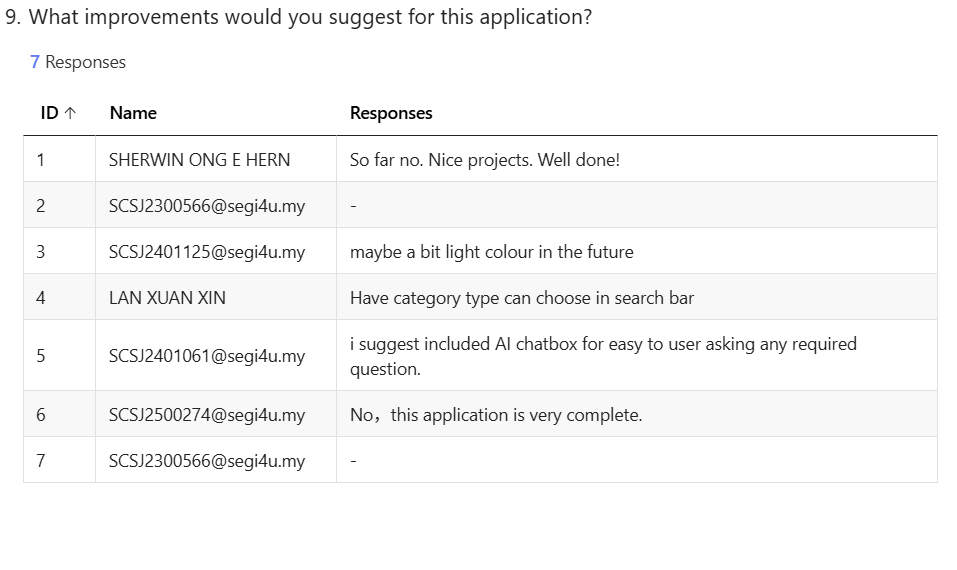 9. What improvements would you suggest for this application?
7 Responses
ID ↑ Name Responses
1 SHERWIN ONG E HERN So far no. Nice projects. Well done!
2 SCSJ2300566@segi4u.my -
3 SCSJ2401125@segi4u.my maybe a bit light colour in the future
4 LAN XUAN XIN Have category type can choose in search bar
5 SCSJ2401061@segi4u.my i suggest included AI chatbox for easy to user asking any required
question.
6 SCSJ2500274@segi4u.my No，this application is very complete.
7 SCSJ2300566@segi4u.my -